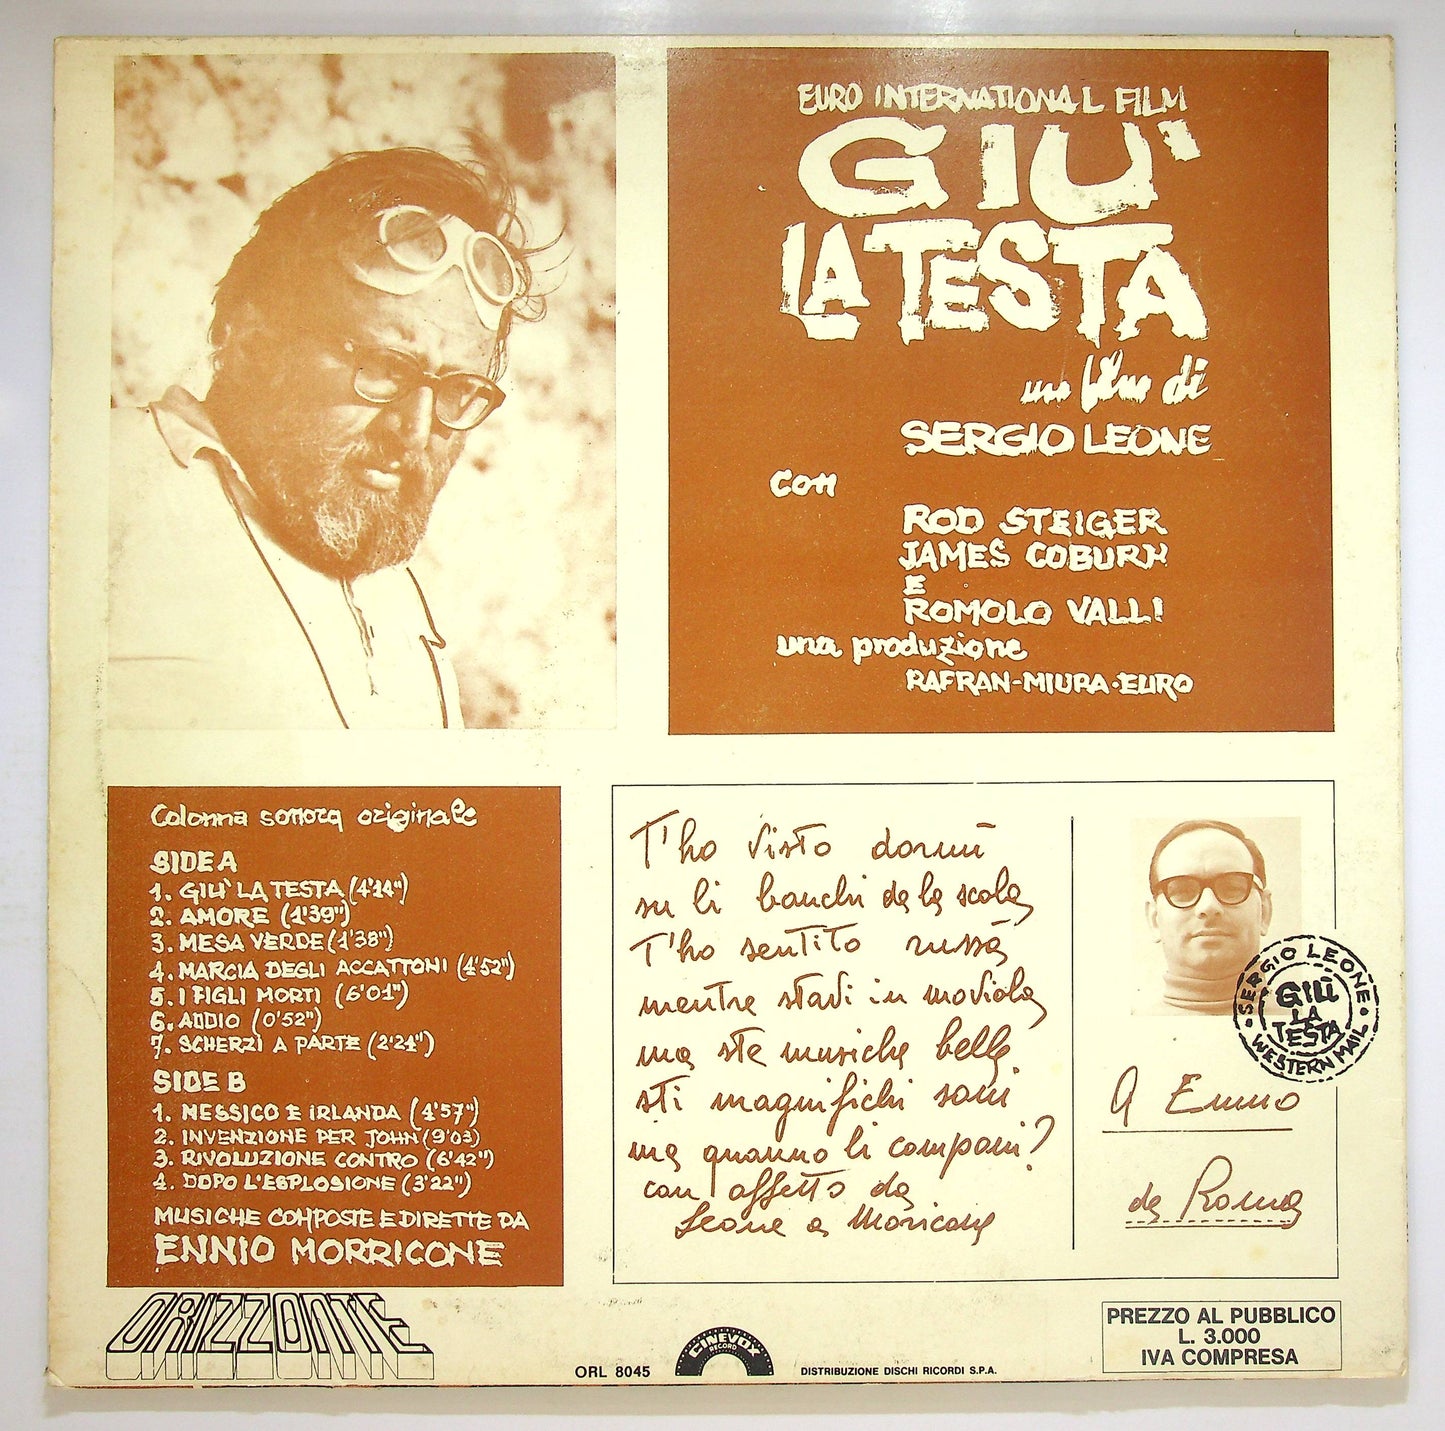 EURO INTERNATIONAL FILM
GIU'
LA TESTA
un film di
SERGIO LEONE
con
ROD STEIGER
JAMES COBURN
E
ROMOLO VALLI
una produzione
RAFRAN-MIURA·EURO
Colonna sonora originale
SIDE A
1. GIU' LA TESTA (4'14")
2. AMORE (1'39")
3. MESA VERDE (1'38")
4. MARCIA DEGLI ACCATTONI (4'52")
5. I FIGLI MORTI (6'01")
6. ADDIO (0'52")
7. SCHERZI A PARTE (2'21")
SIDE B
1. MESSICO E IRLANDA (4'57")
2. INVENZIONE PER JOHN (9'03)
3. RIVOLUZIONE CONTRO (6'42")
4. DOPO L'ESPLOSIONE (3'22")
MUSICHE COMPOSTE E DIRETTE DA
ENNIO MORRICONE
T'ho visto dormì
su li banchi de la scola
T'ho sentito russà
mentre stavi in moviola
ma ste musiche belle
sti magnifichi soni
ma quanno li componi?
con affetto da
Leone a Moricone
SERGIO LEONE
GIÙ
LA
TESTA
WESTERN MAIL
A Ennio
da Roma
ORIZZONTE
ORL 8045
CINEVOX
RECORD
DISTRIBUZIONE DISCHI RICORDI S.P.A.
PREZZO AL PUBBLICO
L. 3.000
IVA COMPRESA